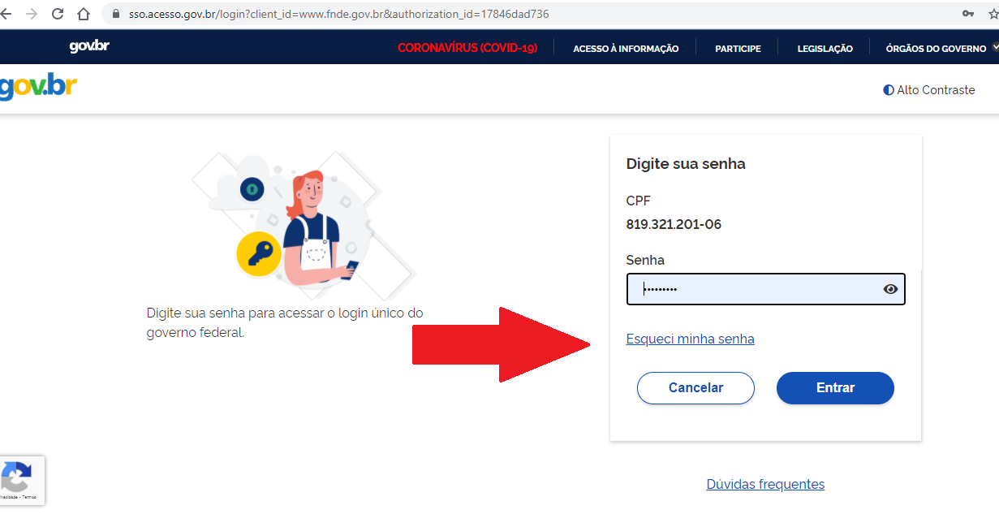 sso.acesso.gov.br/login?client_id=www.fnde.gov.br&authorization_id=17846dad736
gov.br
CORONAVÍRUS (COVID-19)
ACESSO À INFORMAÇÃO
PARTICIPE
LEGISLAÇÃO
ÓRGÃOS DO GOVERNO
gov.br
Alto Contraste
Digite sua senha
CPF
819.321.201-06
Senha
Digite sua senha para acessar o login único do
governo federal.
Esqueci minha senha
Cancelar
Entrar
Dúvidas frequentes